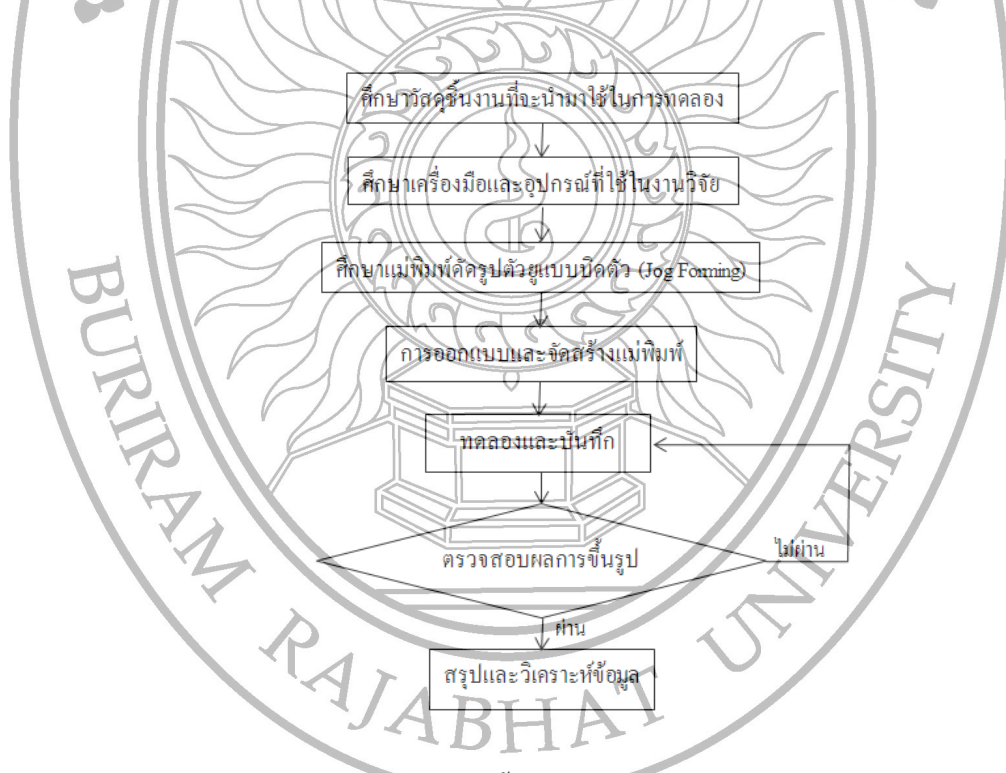 ศึกษาวัสดุชิ้นงานที่จะนำมาใช้ในการทดลอง
ศึกษาเครื่องมือและอุปกรณ์ที่ใช้ในงานวิจัย
ศึกษาแม่พิมพ์ดัดรูปตัวยูแบบปิดตัว (Jog Forming)
การออกแบบและจัดสร้างแม่พิมพ์
ทดลองและบันทึก
ตรวจสอบผลการขึ้นรูป
ไม่ผ่าน
ผ่าน
สรุปและวิเคราะห์ข้อมูล
BURIRAM RAJABHAT UNIVERSITY